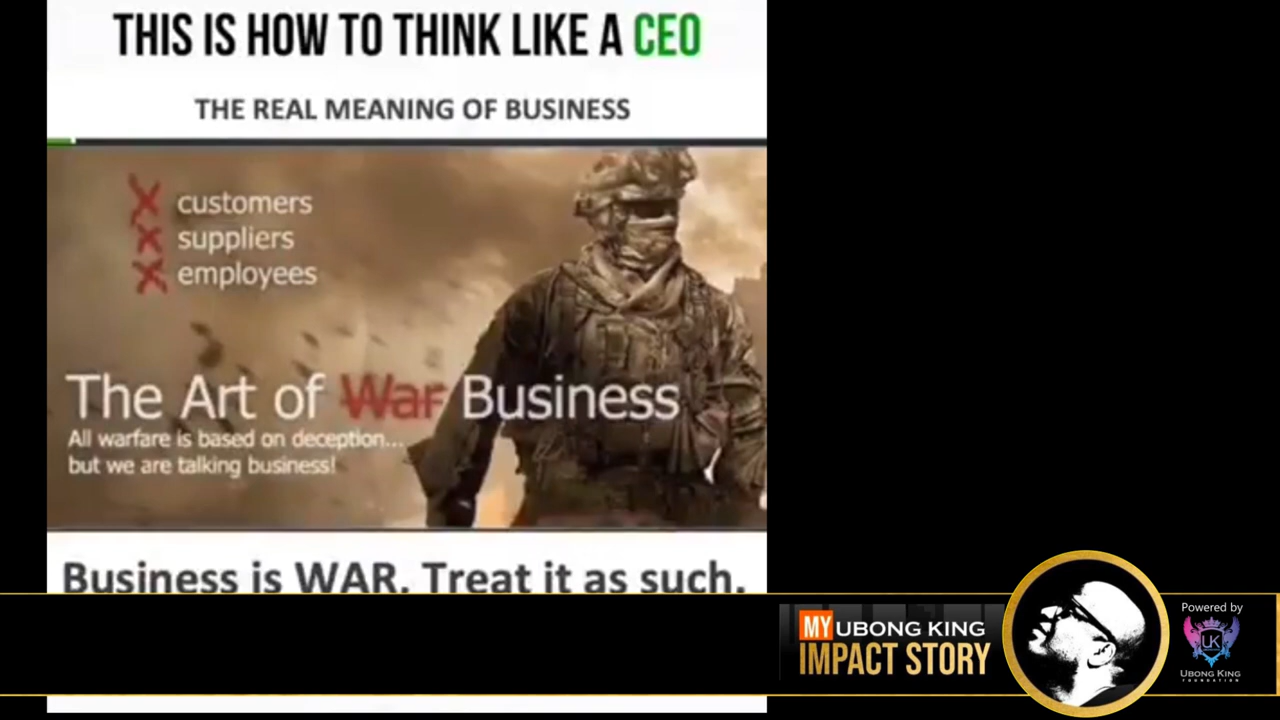 THIS IS HOW TO THINK LIKE A CEO
THE REAL MEANING OF BUSINESS
customers
suppliers
employees
The Art of War Business
All warfare is based on deception...
but we are talking business!
Business is WAR. Treat it as such.
MY UBONG KING
IMPACT STORY
Powered by
UK
UBONG KING
FOUNDATION